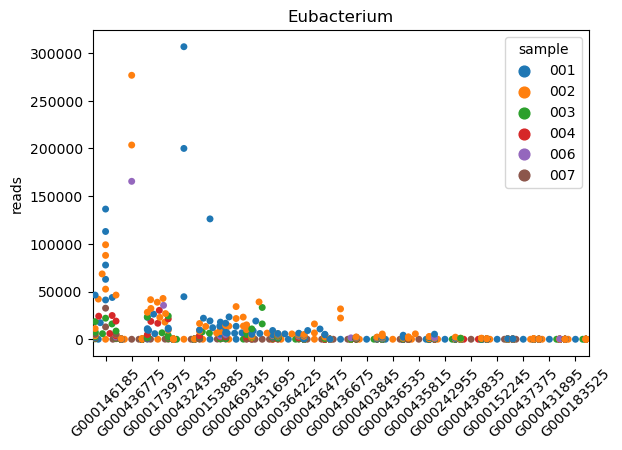 Eubacterium
300000
250000
200000
150000
100000
50000
0
reads
sample
001
002
003
004
006
007
G000146185
G000436775
G000173975
G000432435
G000153885
G000469345
G000431695
G000364225
G000436475
G000436675
G000403845
G000436535
G000435815
G000242955
G000436835
G000152245
G000437375
G000431895
G000183525